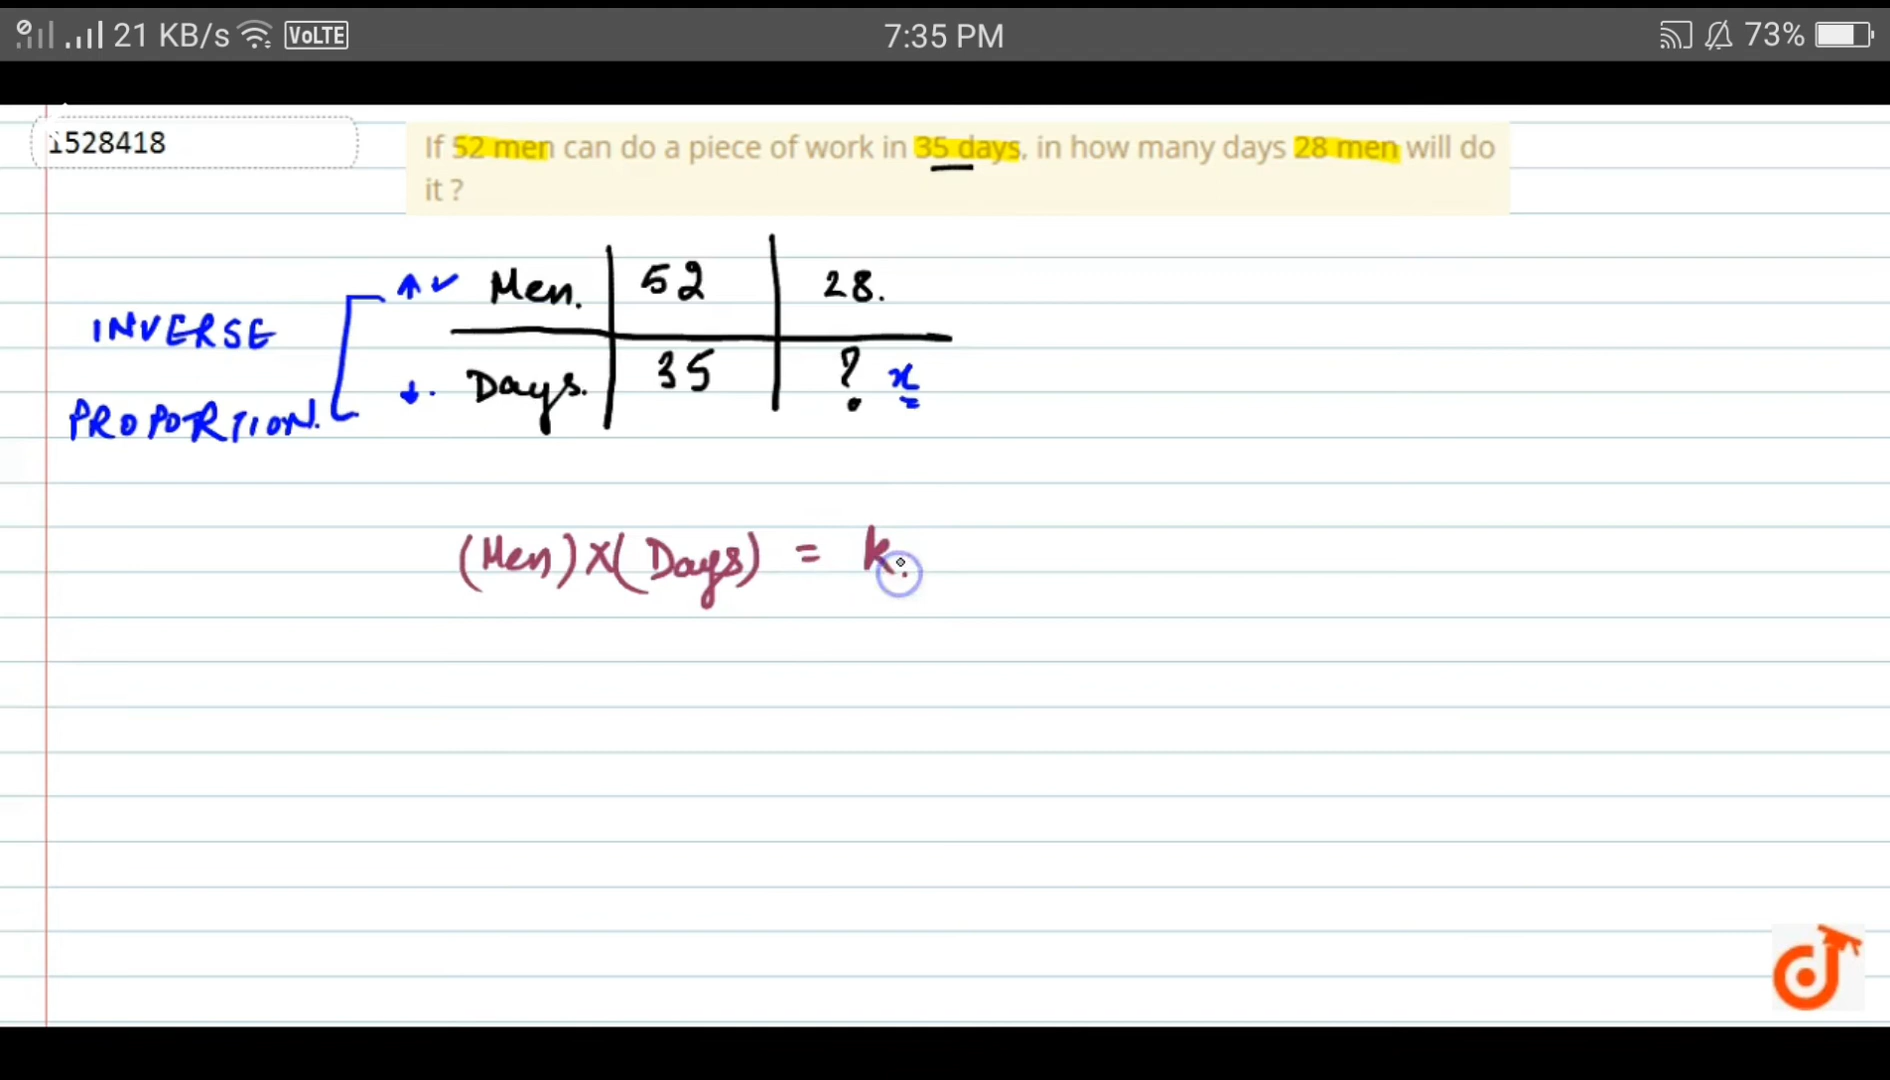 21 KB/s VoLTE 7:35 PM 73%
1528418
If 52 men can do a piece of work in 35 days, in how many days 28 men will do
it ?
Men. 52 28.
INVERSE
Days. 35 ? x
PROPORTION.
(Men)×(Days) = k.